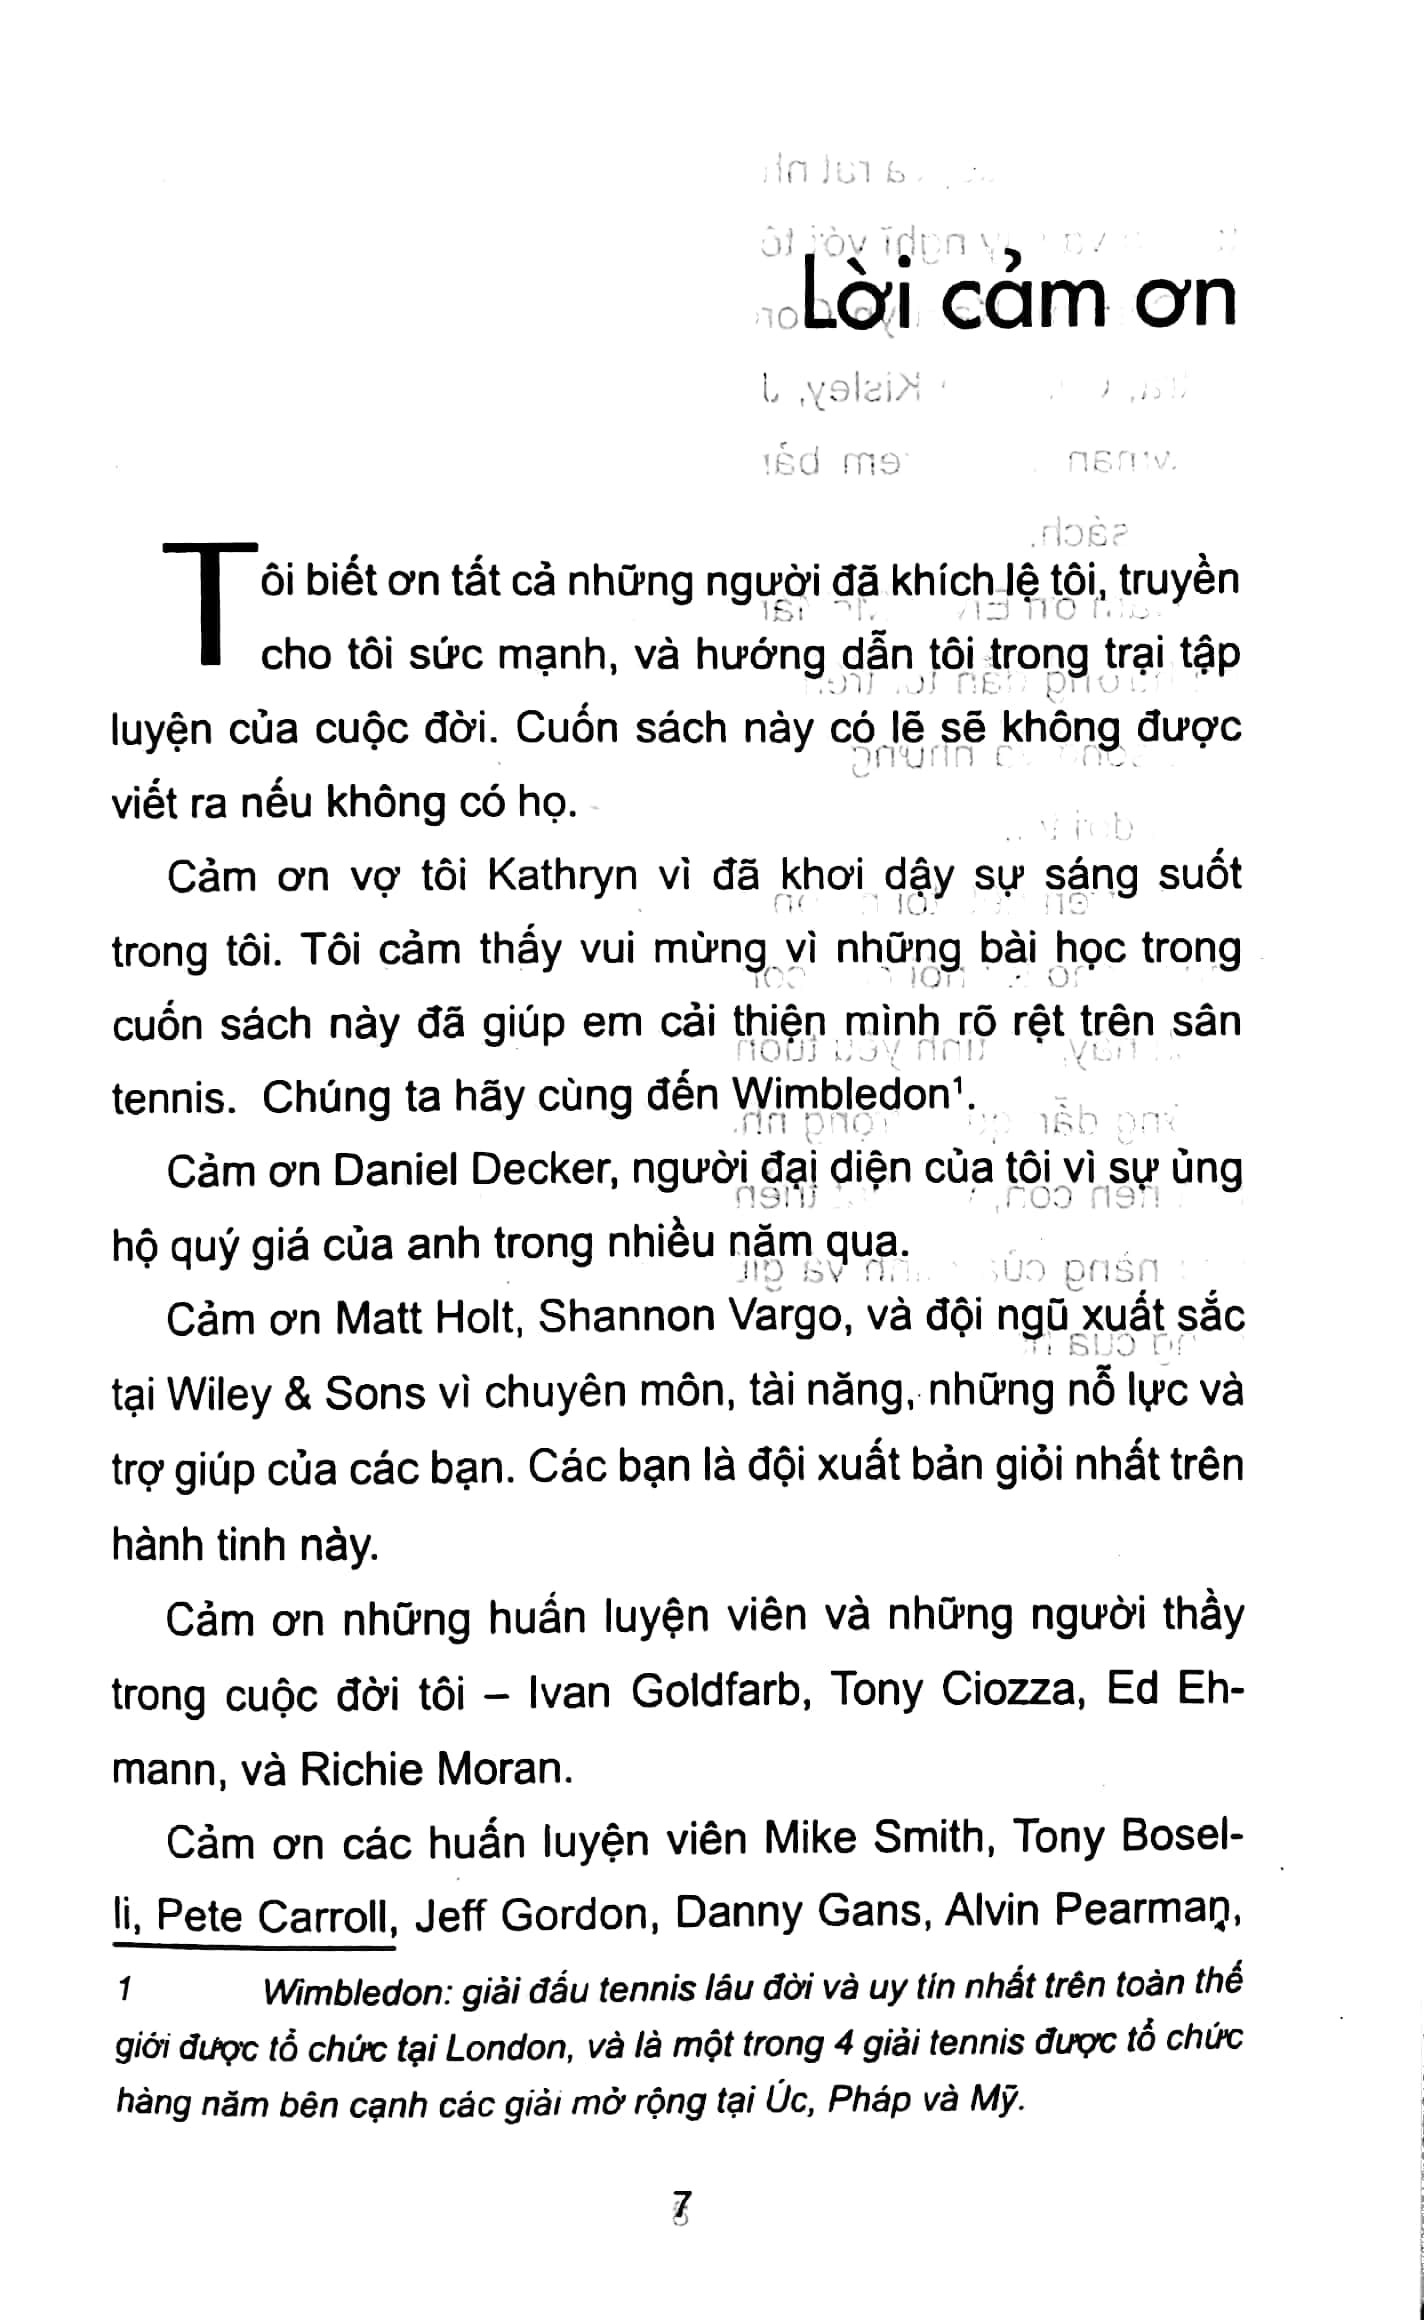 Lời cảm ơn
Tôi biết ơn tất cả những người đã khích lệ tôi, truyền
cho tôi sức mạnh, và hướng dẫn tôi trong trại tập
luyện của cuộc đời. Cuốn sách này có lẽ sẽ không được
viết ra nếu không có họ.
Cảm ơn vợ tôi Kathryn vì đã khơi dậy sự sáng suốt
trong tôi. Tôi cảm thấy vui mừng vì những bài học trong
cuốn sách này đã giúp em cải thiện mình rõ rệt trên sân
tennis. Chúng ta hãy cùng đến Wimbledon¹.
Cảm ơn Daniel Decker, người đại diện của tôi vì sự ủng
hộ quý giá của anh trong nhiều năm qua.
Cảm ơn Matt Holt, Shannon Vargo, và đội ngũ xuất sắc
tại Wiley & Sons vì chuyên môn, tài năng, những nỗ lực và
trợ giúp của các bạn. Các bạn là đội xuất bản giỏi nhất trên
hành tinh này.
Cảm ơn những huấn luyện viên và những người thầy
trong cuộc đời tôi – Ivan Goldfarb, Tony Ciozza, Ed Eh-
mann, và Richie Moran.
Cảm ơn các huấn luyện viên Mike Smith, Tony Bosel-
li, Pete Carroll, Jeff Gordon, Danny Gans, Alvin Pearman,
1 Wimbledon: giải đấu tennis lâu đời và uy tín nhất trên toàn thế
giới được tổ chức tại London, và là một trong 4 giải tennis được tổ chức
hàng năm bên cạnh các giải mở rộng tại Úc, Pháp và Mỹ.
7